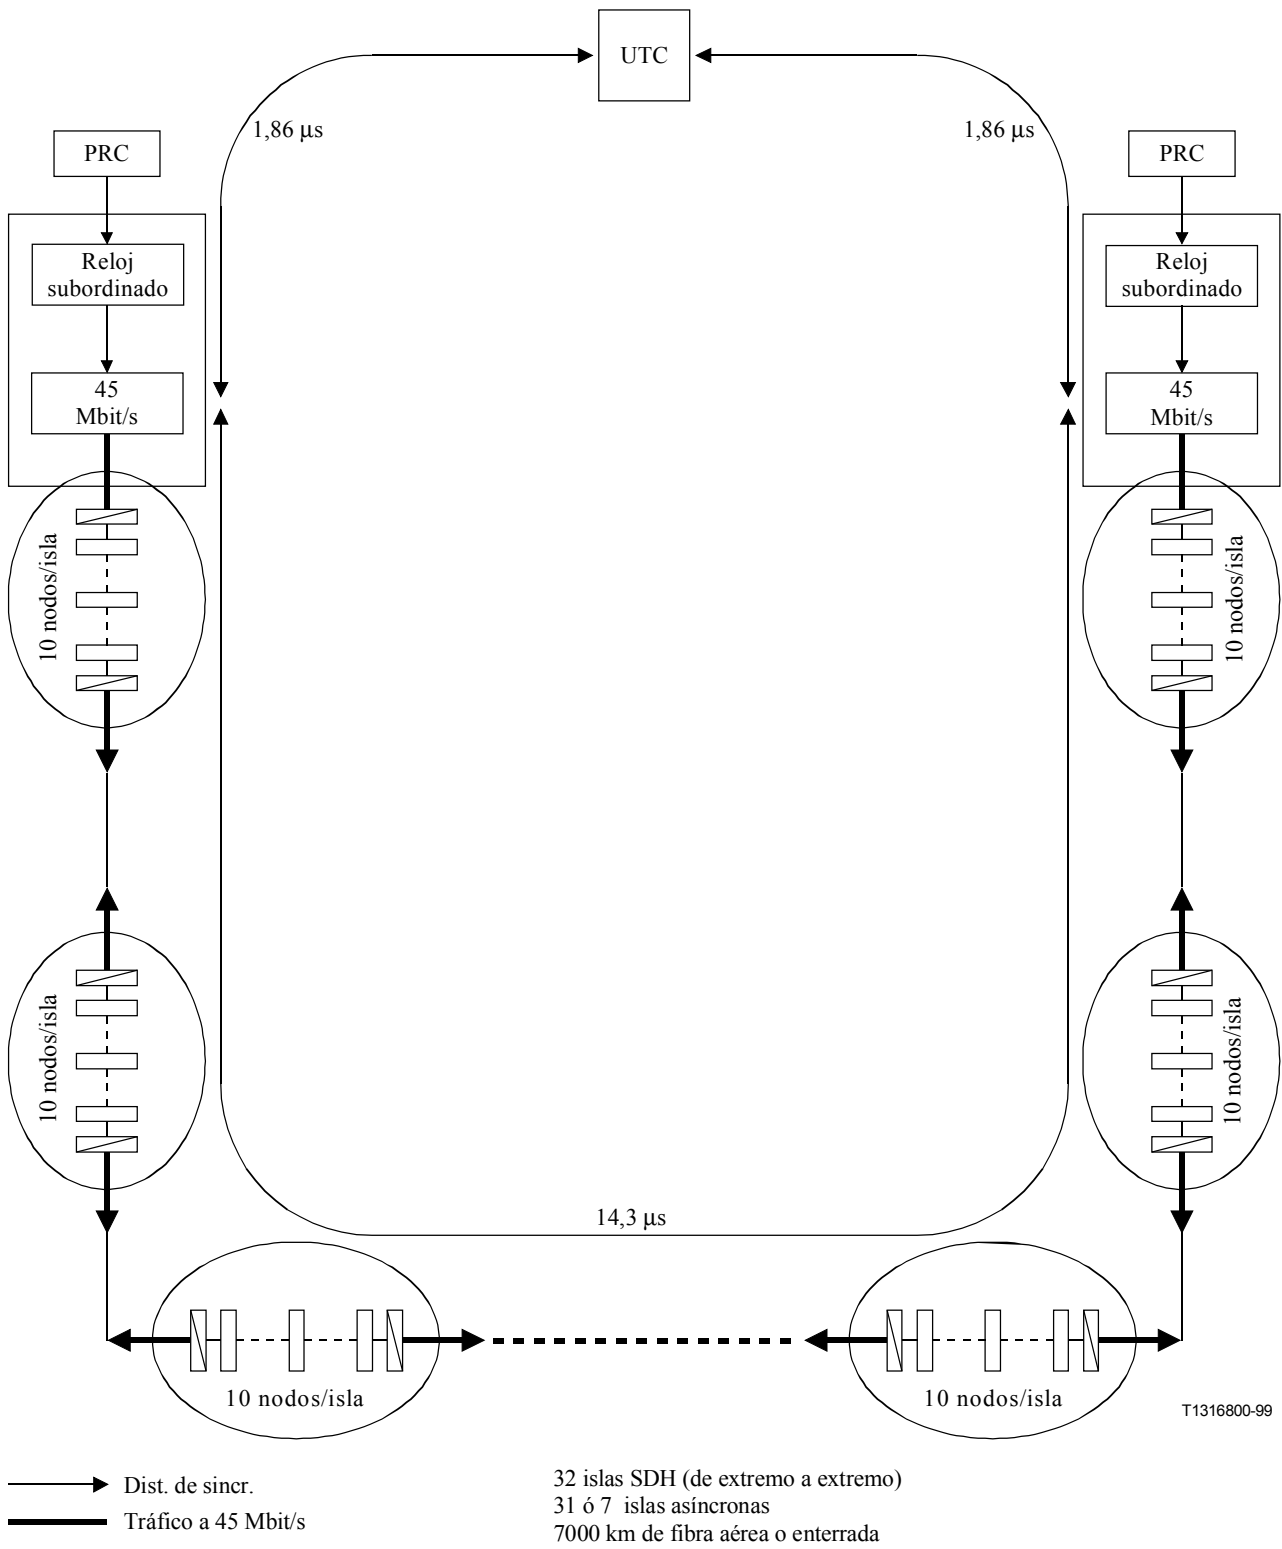 UTC
1,86 µs
1,86 µs
PRC
PRC
Reloj
subordinado
Reloj
subordinado
45
Mbit/s
45
Mbit/s
10 nodos/isla
10 nodos/isla
10 nodos/isla
10 nodos/isla
14,3 µs
10 nodos/isla
10 nodos/isla
T1316800-99
Dist. de sincr.
Tráfico a 45 Mbit/s
32 islas SDH (de extremo a extremo)
31 ó 7 islas asíncronas
7000 km de fibra aérea o enterrada